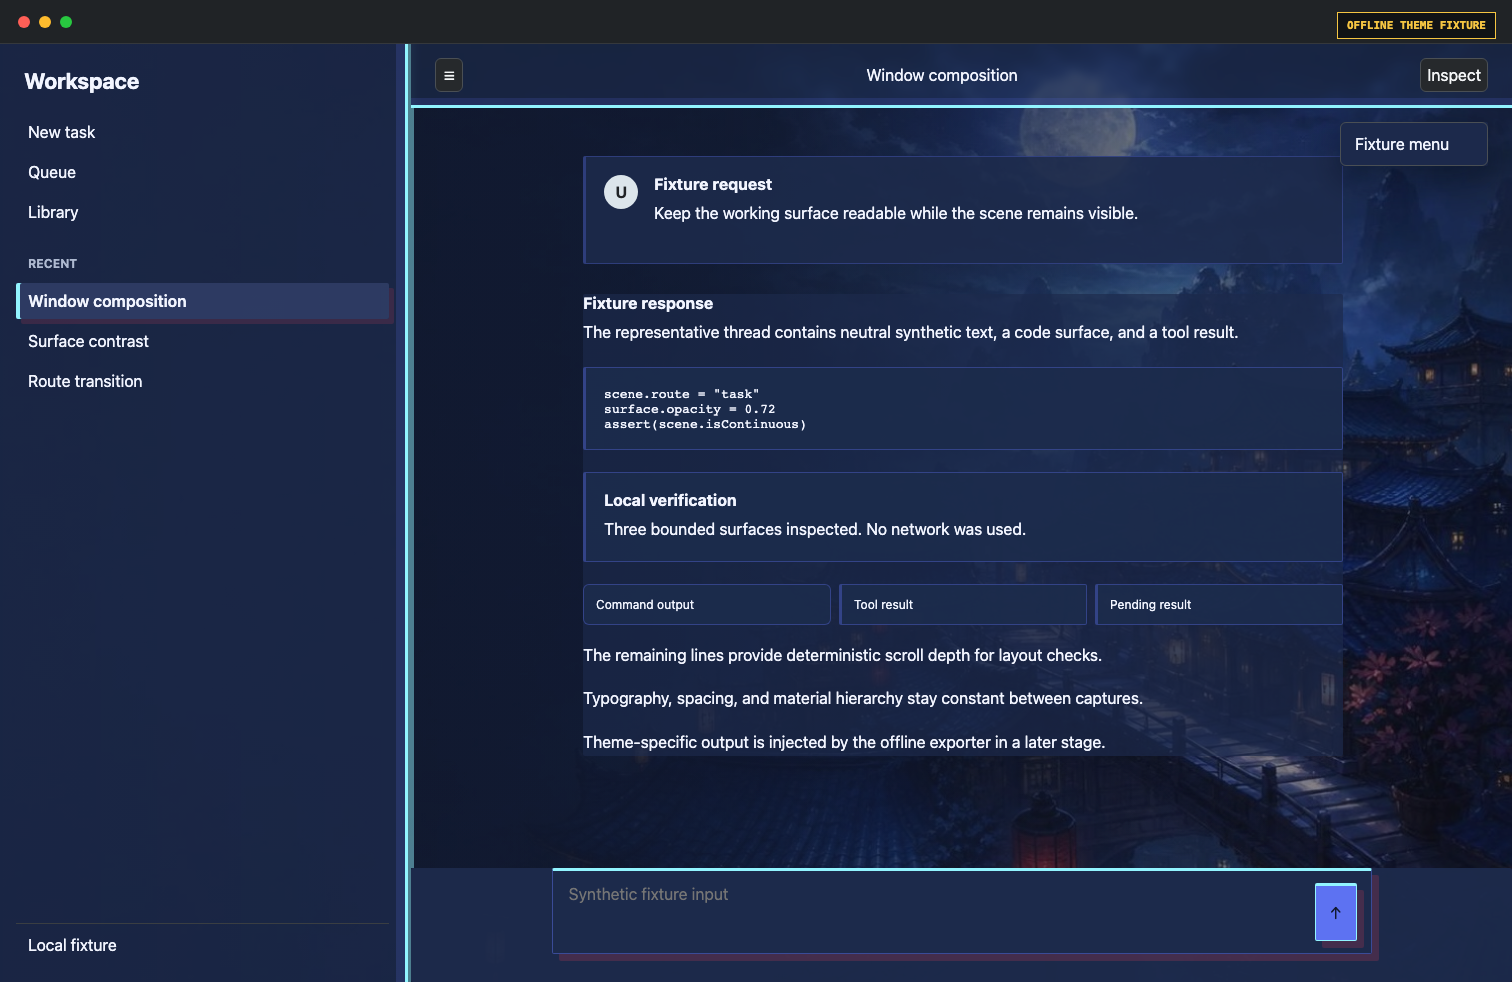 OFFLINE THEME FIXTURE
Workspace
New task
Queue
Library
RECENT
Window composition
Surface contrast
Route transition
Local fixture
Window composition
Inspect
Fixture menu
U
Fixture request
Keep the working surface readable while the scene remains visible.
Fixture response
The representative thread contains neutral synthetic text, a code surface, and a tool result.
scene.route = "task"
surface.opacity = 0.72
assert(scene.isContinuous)
Local verification
Three bounded surfaces inspected. No network was used.
Command output
Tool result
Pending result
The remaining lines provide deterministic scroll depth for layout checks.
Typography, spacing, and material hierarchy stay constant between captures.
Theme-specific output is injected by the offline exporter in a later stage.
Synthetic fixture input